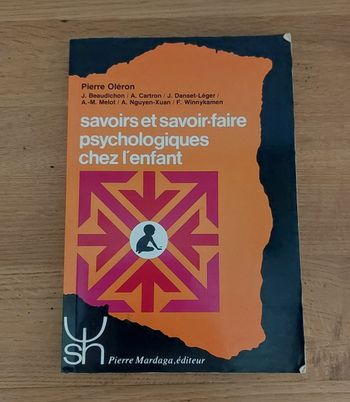 Pierre Oléron
J. Beaudichon / A. Cartron / J. Danset-Léger /
A.-M. Melot / A. Nguyen-Xuan / F. Winnykamen
savoirs et savoir-faire
psychologiques
chez l'enfant
sh
Pierre Mardaga, éditeur